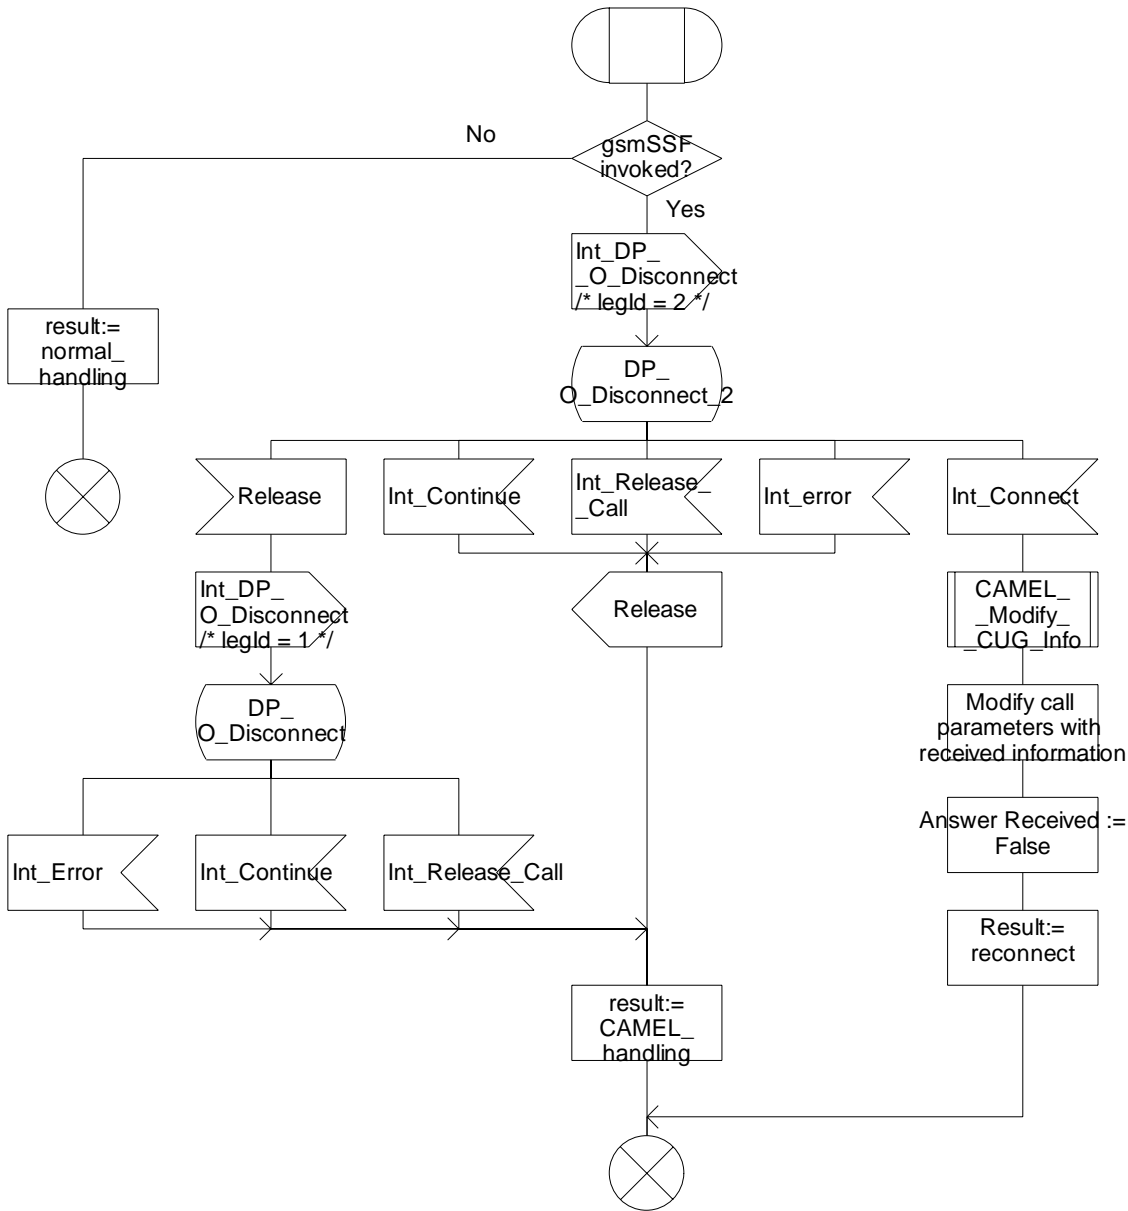 No
gsmSSF
invoked?
Yes
Int_DP_
_O_Disconnect
/* legId = 2 */
result:=
normal_
handling
DP_
O_Disconnect_2
Release
Int_Continue
Int_Release_
_Call
Int_error
Int_Connect
Int_DP_
O_Disconnect
/* legId = 1 */
Release
CAMEL_
_Modify_
_CUG_Info
DP_
O_Disconnect
Modify call
parameters with
received information
Answer Received :=
False
Int_Error
Int_Continue
Int_Release_Call
Result:=
reconnect
result:=
CAMEL_
handling